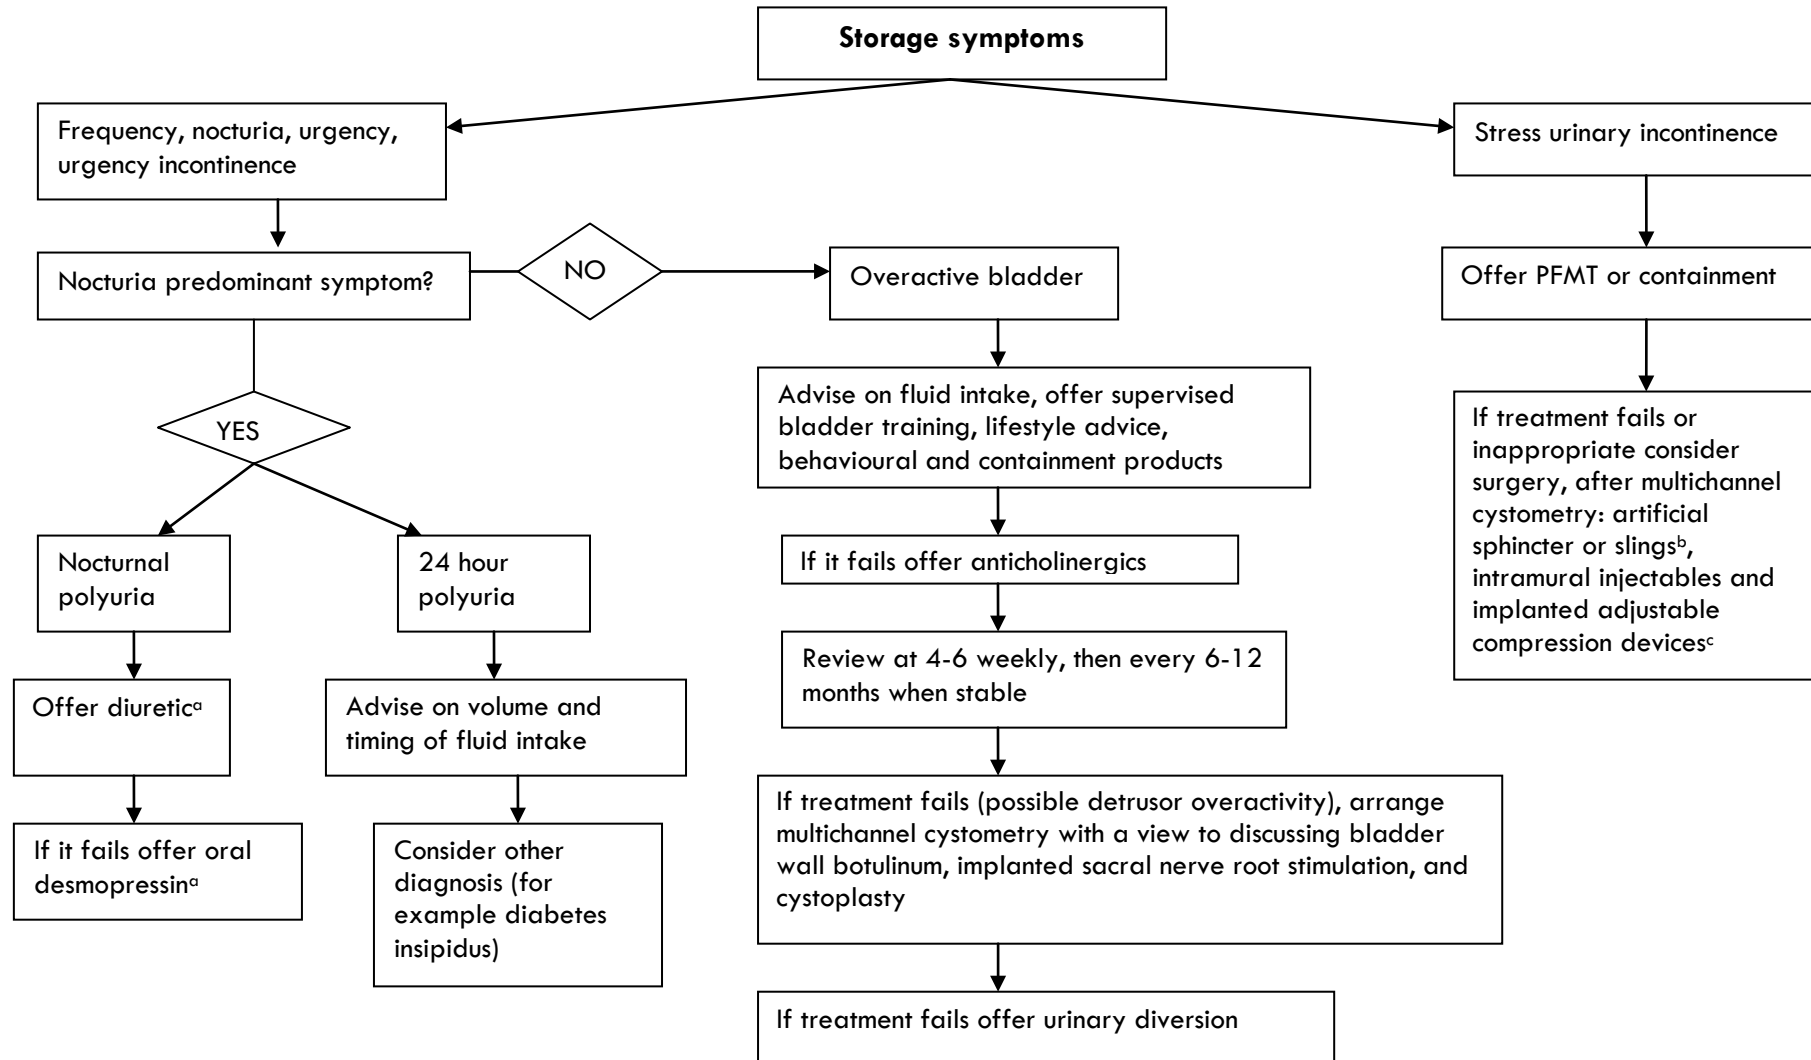 Storage symptoms
Frequency, nocturia, urgency,
urgency incontinence
Stress urinary incontinence
Nocturia predominant symptom?
NO
Overactive bladder
Offer PFMT or containment
YES
Advise on fluid intake, offer supervised
bladder training, lifestyle advice,
behavioural and containment products
If treatment fails or
inappropriate consider
surgery, after multichannel
cystometry: artificial
sphincter or slingsᵇ,
intramural injectables and
implanted adjustable
compression devicesᶜ
Nocturnal
polyuria
24 hour
polyuria
If it fails offer anticholinergics
Review at 4-6 weekly, then every 6-12
months when stable
Offer diureticᵃ
Advise on volume and
timing of fluid intake
If it fails offer oral
desmopressinᵃ
Consider other
diagnosis (for
example diabetes
insipidus)
If treatment fails (possible detrusor overactivity), arrange
multichannel cystometry with a view to discussing bladder
wall botulinum, implanted sacral nerve root stimulation, and
cystoplasty
If treatment fails offer urinary diversion